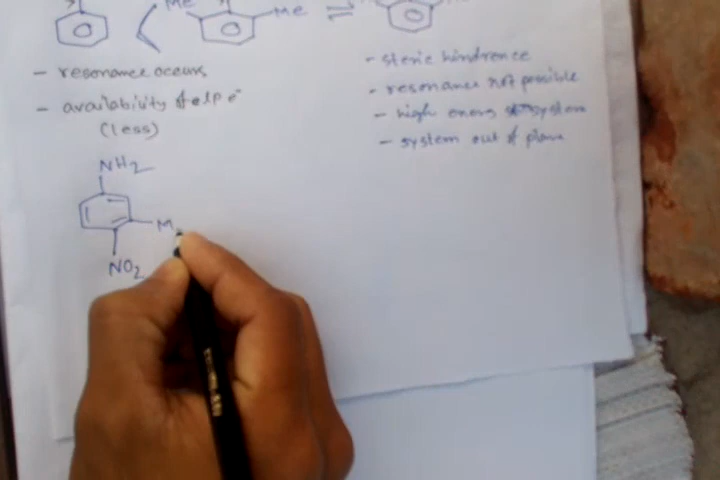 Me
Me
- resonance occurs
- availability of e lp e⁻
(less)
- steric hindrence
- resonance not possible
- high energy system
- system out of plane
NH2
M
NO2